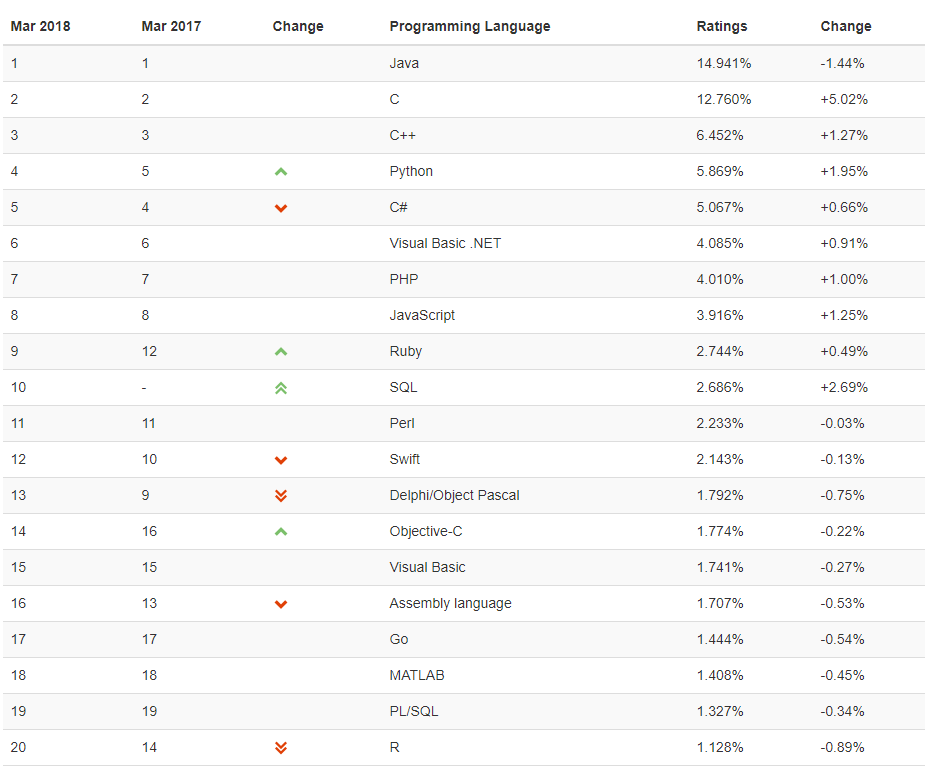 Mar 2018 Mar 2017 Change Programming Language Ratings Change
1 1 Java 14.941% -1.44%
2 2 C 12.760% +5.02%
3 3 C++ 6.452% +1.27%
4 5 Python 5.869% +1.95%
5 4 C# 5.067% +0.66%
6 6 Visual Basic .NET 4.085% +0.91%
7 7 PHP 4.010% +1.00%
8 8 JavaScript 3.916% +1.25%
9 12 Ruby 2.744% +0.49%
10 - SQL 2.686% +2.69%
11 11 Perl 2.233% -0.03%
12 10 Swift 2.143% -0.13%
13 9 Delphi/Object Pascal 1.792% -0.75%
14 16 Objective-C 1.774% -0.22%
15 15 Visual Basic 1.741% -0.27%
16 13 Assembly language 1.707% -0.53%
17 17 Go 1.444% -0.54%
18 18 MATLAB 1.408% -0.45%
19 19 PL/SQL 1.327% -0.34%
20 14 R 1.128% -0.89%